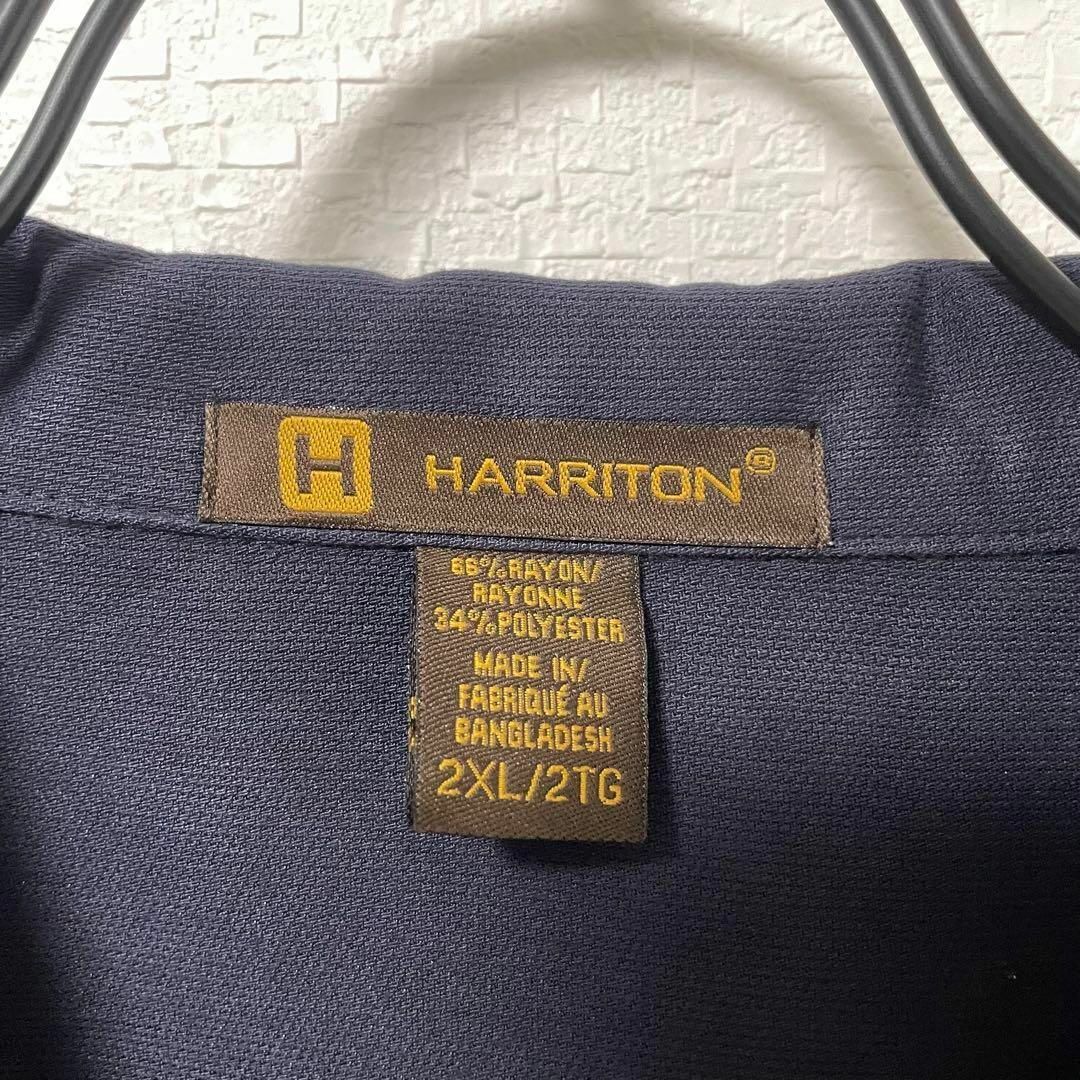 H HARRITON®
66% RAYON/
RAYONNE
34% POLYESTER
MADE IN/
FABRIQUÉ AU
BANGLADESH
2XL/2TG